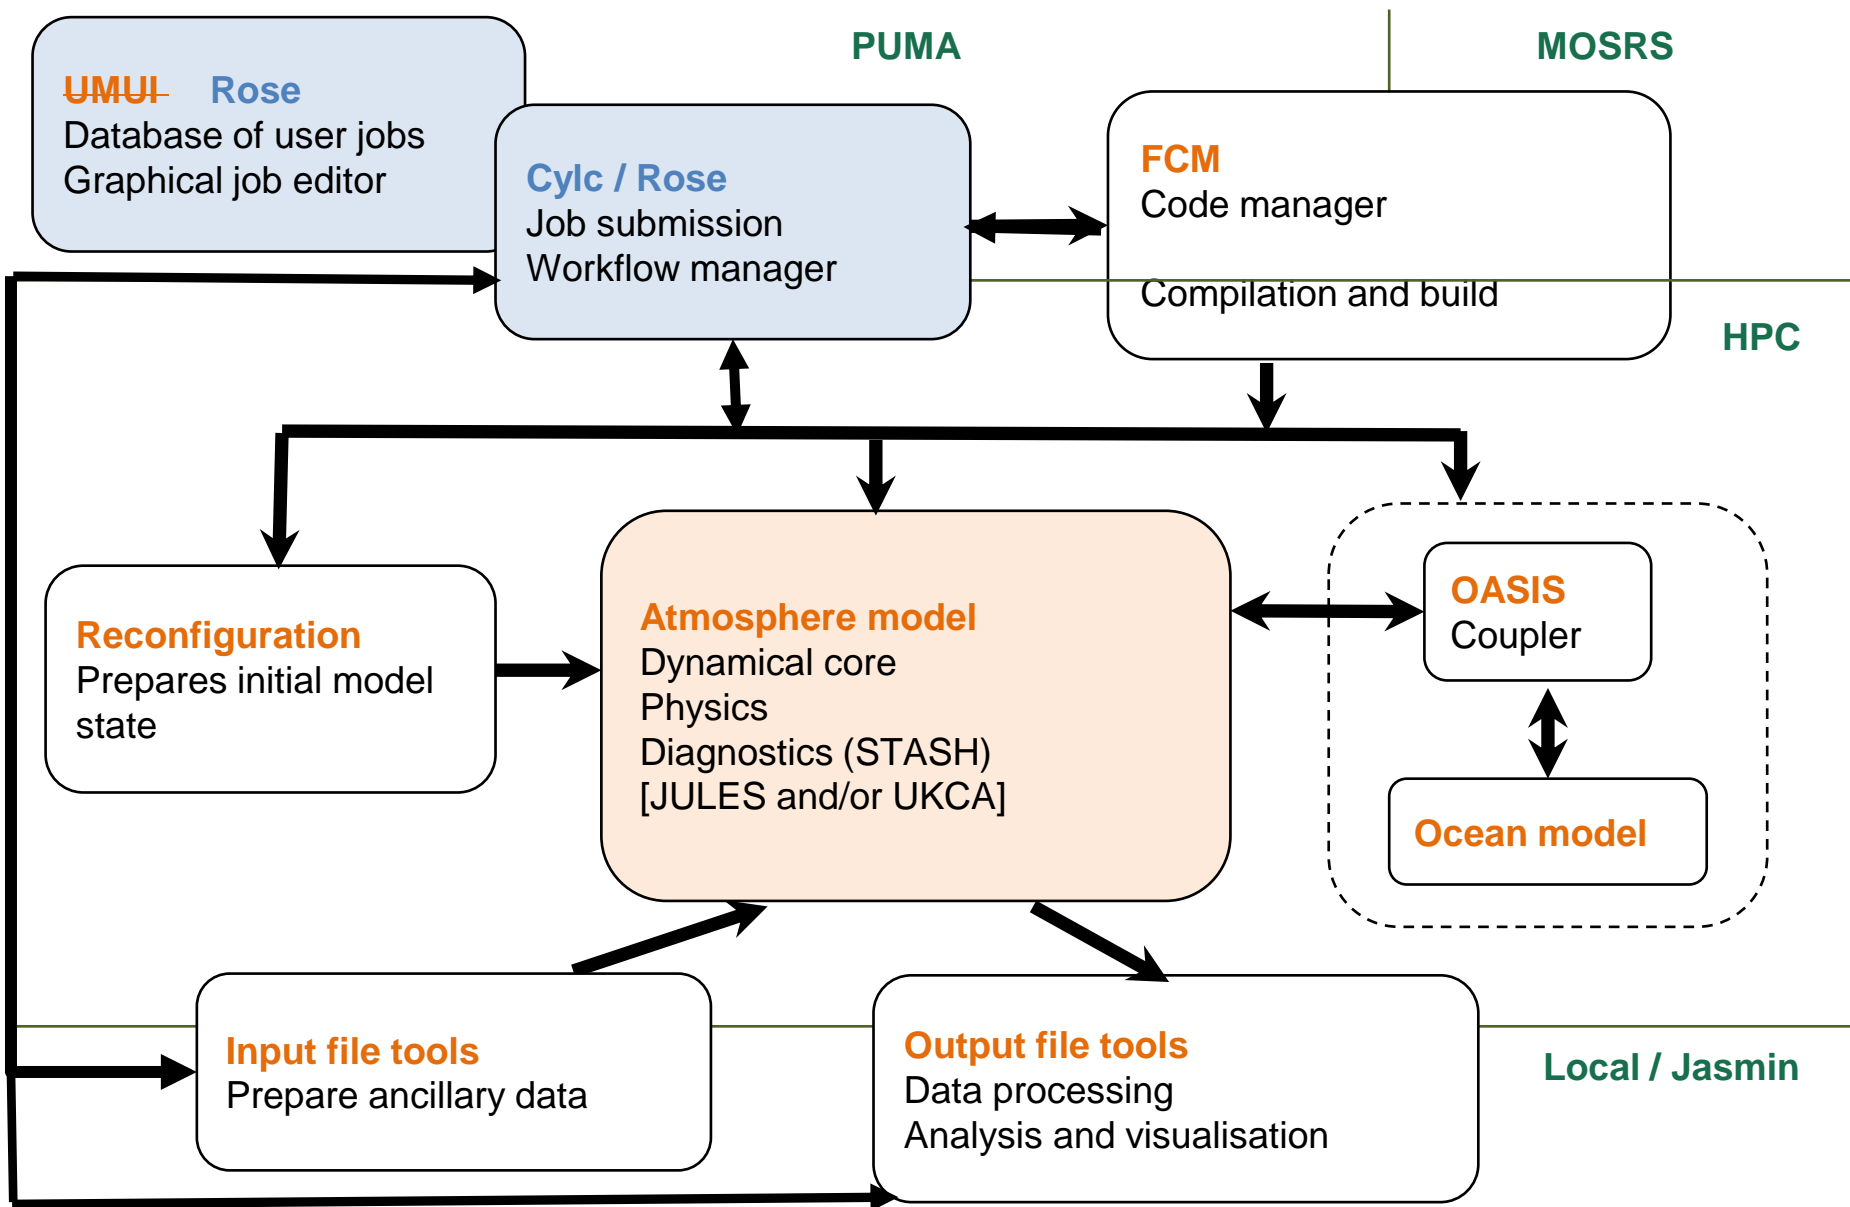 PUMA
MOSRS
UMUI Rose
Database of user jobs
Graphical job editor
Cylc / Rose
Job submission
Workflow manager
FCM
Code manager
Compilation and build
HPC
Reconfiguration
Prepares initial model
state
Atmosphere model
Dynamical core
Physics
Diagnostics (STASH)
[JULES and/or UKCA]
OASIS
Coupler
Ocean model
Input file tools
Prepare ancillary data
Output file tools
Data processing
Analysis and visualisation
Local / Jasmin